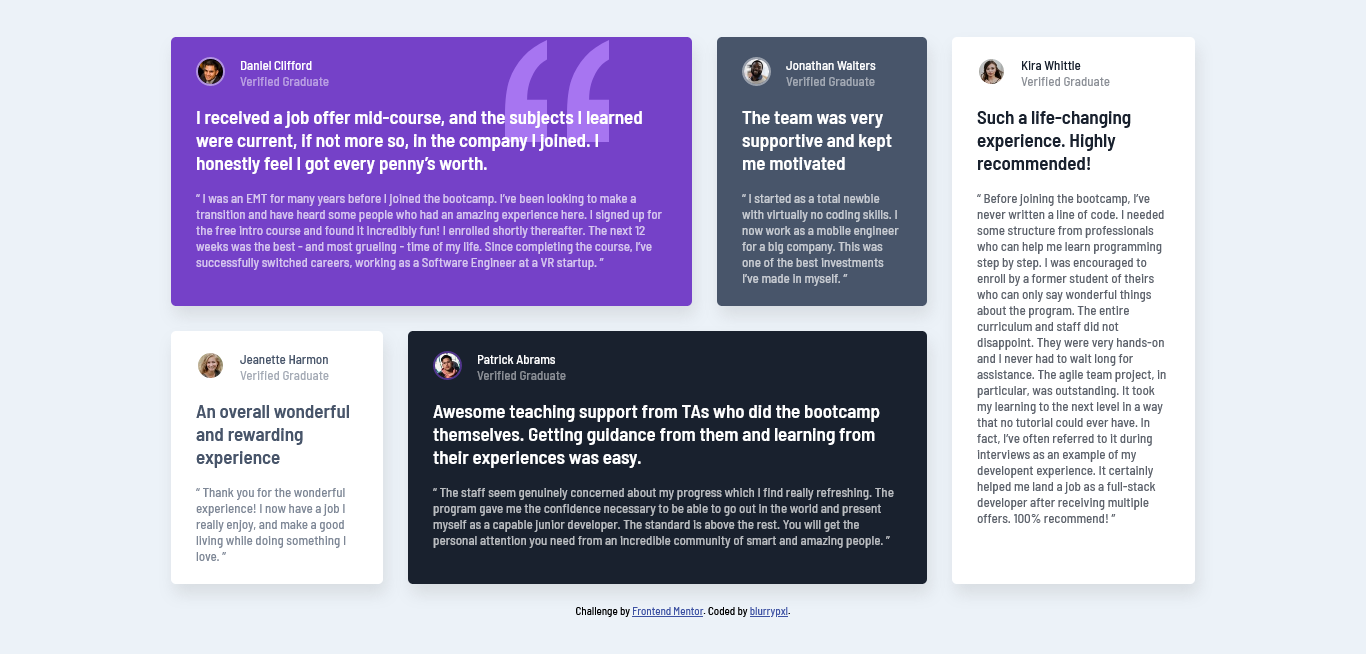 Daniel Clifford
Verified Graduate
I received a job offer mid-course, and the subjects I learned
were current, if not more so, in the company I joined. I
honestly feel I got every penny’s worth.
“ I was an EMT for many years before I joined the bootcamp. I’ve been looking to make a
transition and have heard some people who had an amazing experience here. I signed up for
the free intro course and found it incredibly fun! I enrolled shortly thereafter. The next 12
weeks was the best - and most grueling - time of my life. Since completing the course, I’ve
successfully switched careers, working as a Software Engineer at a VR startup. ”
Jonathan Walters
Verified Graduate
The team was very
supportive and kept
me motivated
“ I started as a total newbie
with virtually no coding skills. I
now work as a mobile engineer
for a big company. This was
one of the best investments
I’ve made in myself. ”
Kira Whittle
Verified Graduate
Such a life-changing
experience. Highly
recommended!
“ Before joining the bootcamp, I’ve
never written a line of code. I needed
some structure from professionals
who can help me learn programming
step by step. I was encouraged to
enroll by a former student of theirs
who can only say wonderful things
about the program. The entire
curriculum and staff did not
disappoint. They were very hands-on
and I never had to wait long for
assistance. The agile team project, in
particular, was outstanding. It took
my learning to the next level in a way
that no tutorial could ever have. In
fact, I’ve often referred to it during
interviews as an example of my
developent experience. It certainly
helped me land a job as a full-stack
developer after receiving multiple
offers. 100% recommend! ”
Jeanette Harmon
Verified Graduate
An overall wonderful
and rewarding
experience
“ Thank you for the wonderful
experience! I now have a job I
really enjoy, and make a good
living while doing something I
love. ”
Patrick Abrams
Verified Graduate
Awesome teaching support from TAs who did the bootcamp
themselves. Getting guidance from them and learning from
their experiences was easy.
“ The staff seem genuinely concerned about my progress which I find really refreshing. The
program gave me the confidence necessary to be able to go out in the world and present
myself as a capable junior developer. The standard is above the rest. You will get the
personal attention you need from an incredible community of smart and amazing people. ”
Challenge by Frontend Mentor. Coded by blurrypxl.